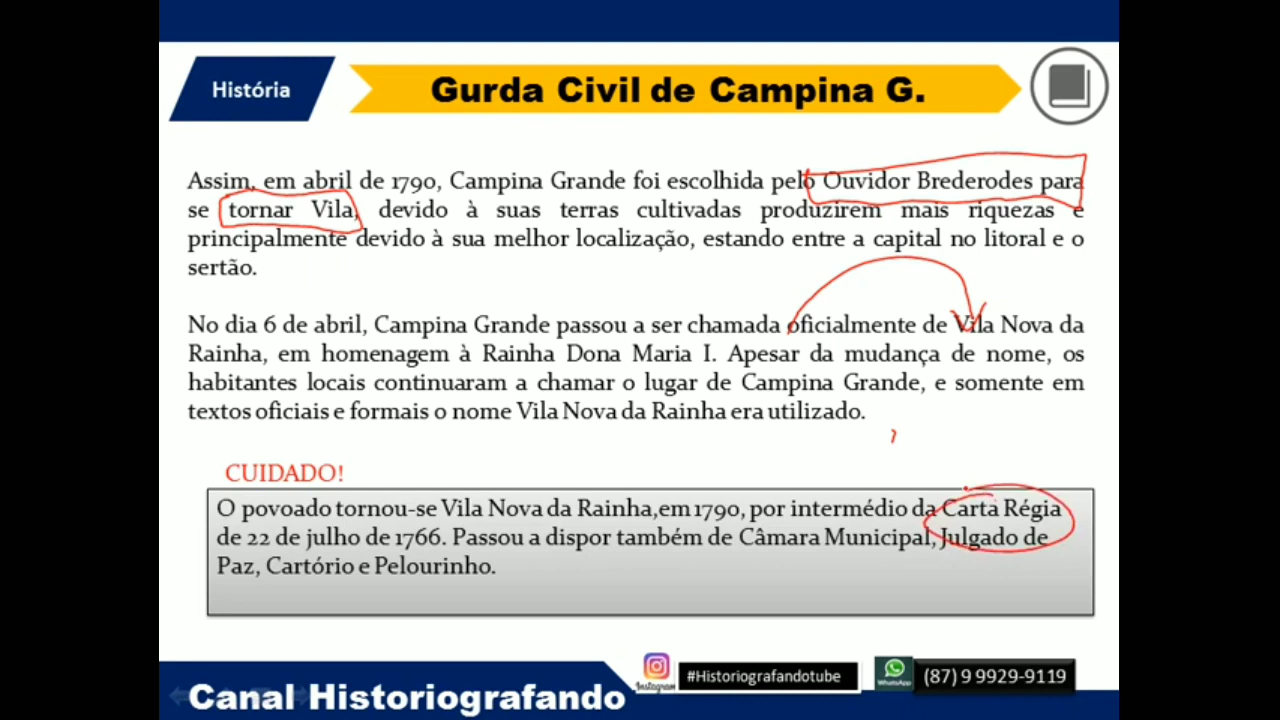 História
Gurda Civil de Campina G.
Assim, em abril de 1790, Campina Grande foi escolhida pelo Ouvidor Brederodes para
se tornar Vila, devido à suas terras cultivadas produzirem mais riquezas e
principalmente devido à sua melhor localização, estando entre a capital no litoral e o
sertão.
No dia 6 de abril, Campina Grande passou a ser chamada oficialmente de Vila Nova da
Rainha, em homenagem à Rainha Dona Maria I. Apesar da mudança de nome, os
habitantes locais continuaram a chamar o lugar de Campina Grande, e somente em
textos oficiais e formais o nome Vila Nova da Rainha era utilizado.
CUIDADO!
O povoado tornou-se Vila Nova da Rainha,em 1790, por intermédio da Carta Régia
de 22 de julho de 1766. Passou a dispor também de Câmara Municipal, Julgado de
Paz, Cartório e Pelourinho.
Canal Historiografando
Instagram
#Historiografandotube
WhatsApp
(87) 9 9929-9119